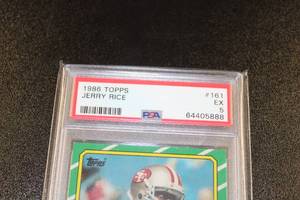 1986 TOPPS #161
JERRY RICE EX
PSA 5
64405888
Topps